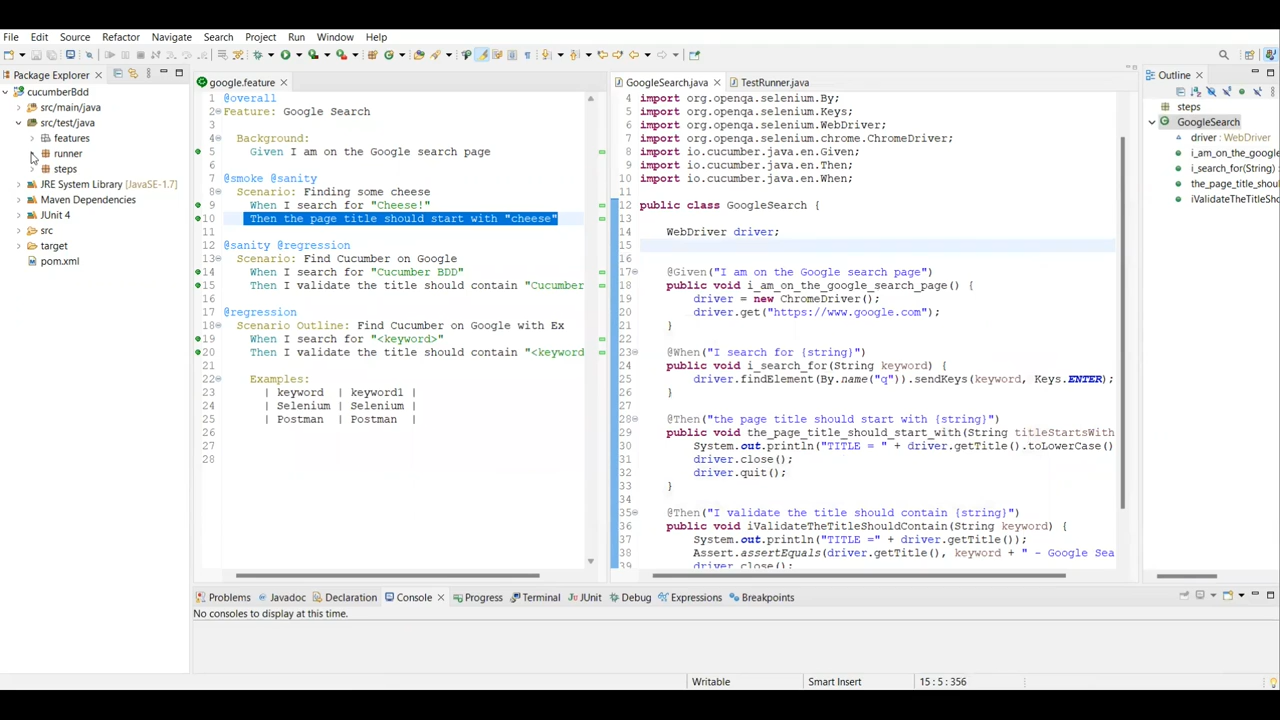 File Edit Source Refactor Navigate Search Project Run Window Help
Package Explorer
cucumberBdd
src/main/java
src/test/java
features
runner
steps
JRE System Library [JavaSE-1.7]
Maven Dependencies
JUnit 4
src
target
pom.xml
google.feature
1 @overall
2 Feature: Google Search
3
4 Background:
5 Given I am on the Google search page
6
7 @smoke @sanity
8 Scenario: Finding some cheese
9 When I search for "Cheese!"
10 Then the page title should start with "cheese"
11
12 @sanity @regression
13 Scenario: Find Cucumber on Google
14 When I search for "Cucumber BDD"
15 Then I validate the title should contain "Cucumber
16
17 @regression
18 Scenario Outline: Find Cucumber on Google with Ex
19 When I search for "<keyword>"
20 Then I validate the title should contain "<keyword
21
22 Examples:
23 | keyword | keyword1 |
24 | Selenium | Selenium |
25 | Postman | Postman |
26
27
28
GoogleSearch.java TestRunner.java
4 import org.openqa.selenium.By;
5 import org.openqa.selenium.Keys;
6 import org.openqa.selenium.WebDriver;
7 import org.openqa.selenium.chrome.ChromeDriver;
8 import io.cucumber.java.en.Given;
9 import io.cucumber.java.en.Then;
10 import io.cucumber.java.en.When;
11
12 public class GoogleSearch {
13
14 WebDriver driver;
15
16
17 @Given("I am on the Google search page")
18 public void i_am_on_the_google_search_page() {
19 driver = new ChromeDriver();
20 driver.get("https://www.google.com");
21 }
22
23 @When("I search for {string}")
24 public void i_search_for(String keyword) {
25 driver.findElement(By.name("q")).sendKeys(keyword, Keys.ENTER);
26 }
27
28 @Then("the page title should start with {string}")
29 public void the_page_title_should_start_with(String titleStartsWith
30 System.out.println("TITLE = " + driver.getTitle().toLowerCase()
31 driver.close();
32 driver.quit();
33 }
34
35 @Then("I validate the title should contain {string}")
36 public void iValidateTheTitleShouldContain(String keyword) {
37 System.out.println("TITLE =" + driver.getTitle());
38 Assert.assertEquals(driver.getTitle(), keyword + " - Google Sea
39 driver.close();
Outline
steps
GoogleSearch
driver : WebDriver
i_am_on_the_google
i_search_for(String)
the_page_title_shou
iValidateTheTitleSho
Problems Javadoc Declaration Console Progress Terminal JUnit Debug Expressions Breakpoints
No consoles to display at this time.
Writable Smart Insert 15 : 5 : 356